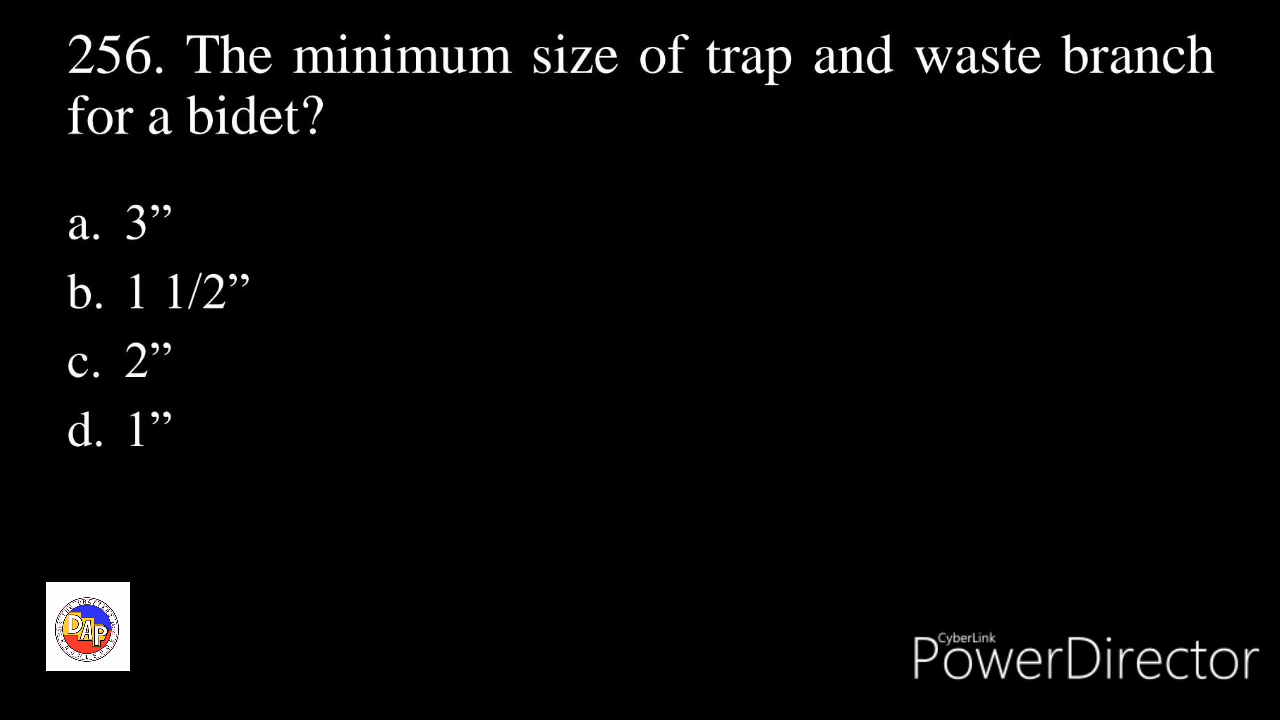 256. The minimum size of trap and waste branch
for a bidet?
a. 3”
b. 1 1/2”
c. 2”
d. 1”
DAP
CyberLink
PowerDirector